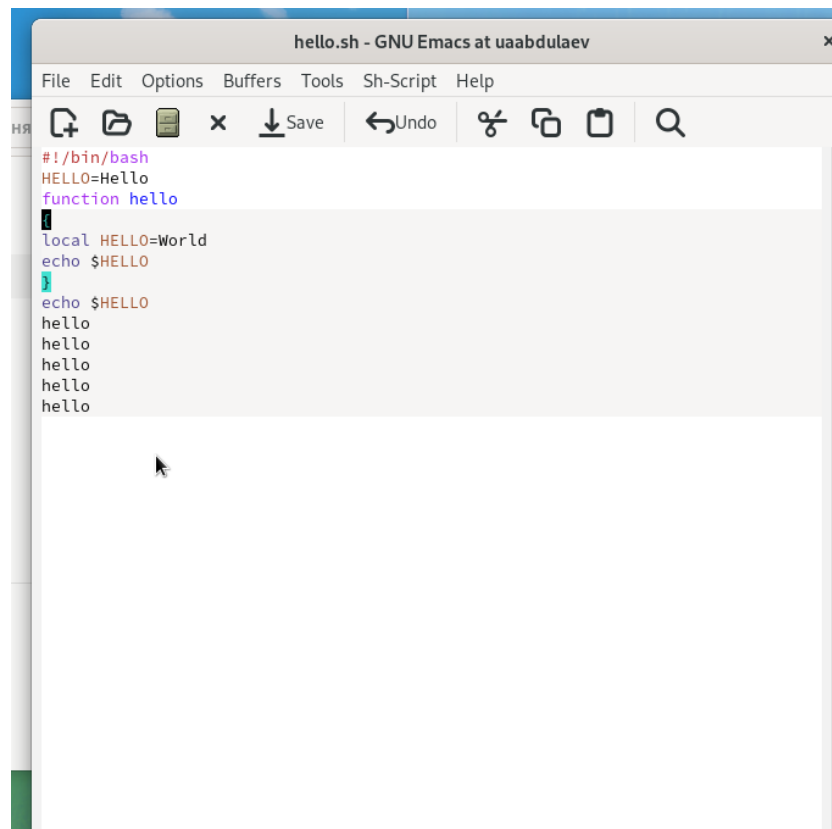 hello.sh - GNU Emacs at uaabdulaev
File Edit Options Buffers Tools Sh-Script Help
Save Undo
ня
#!/bin/bash
HELLO=Hello
function hello
{
local HELLO=World
echo $HELLO
}
echo $HELLO
hello
hello
hello
hello
hello